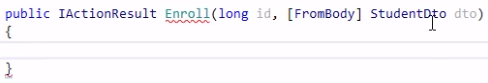 public IActionResult Enroll(long id, [FromBody] StudentDto dto)
{
}